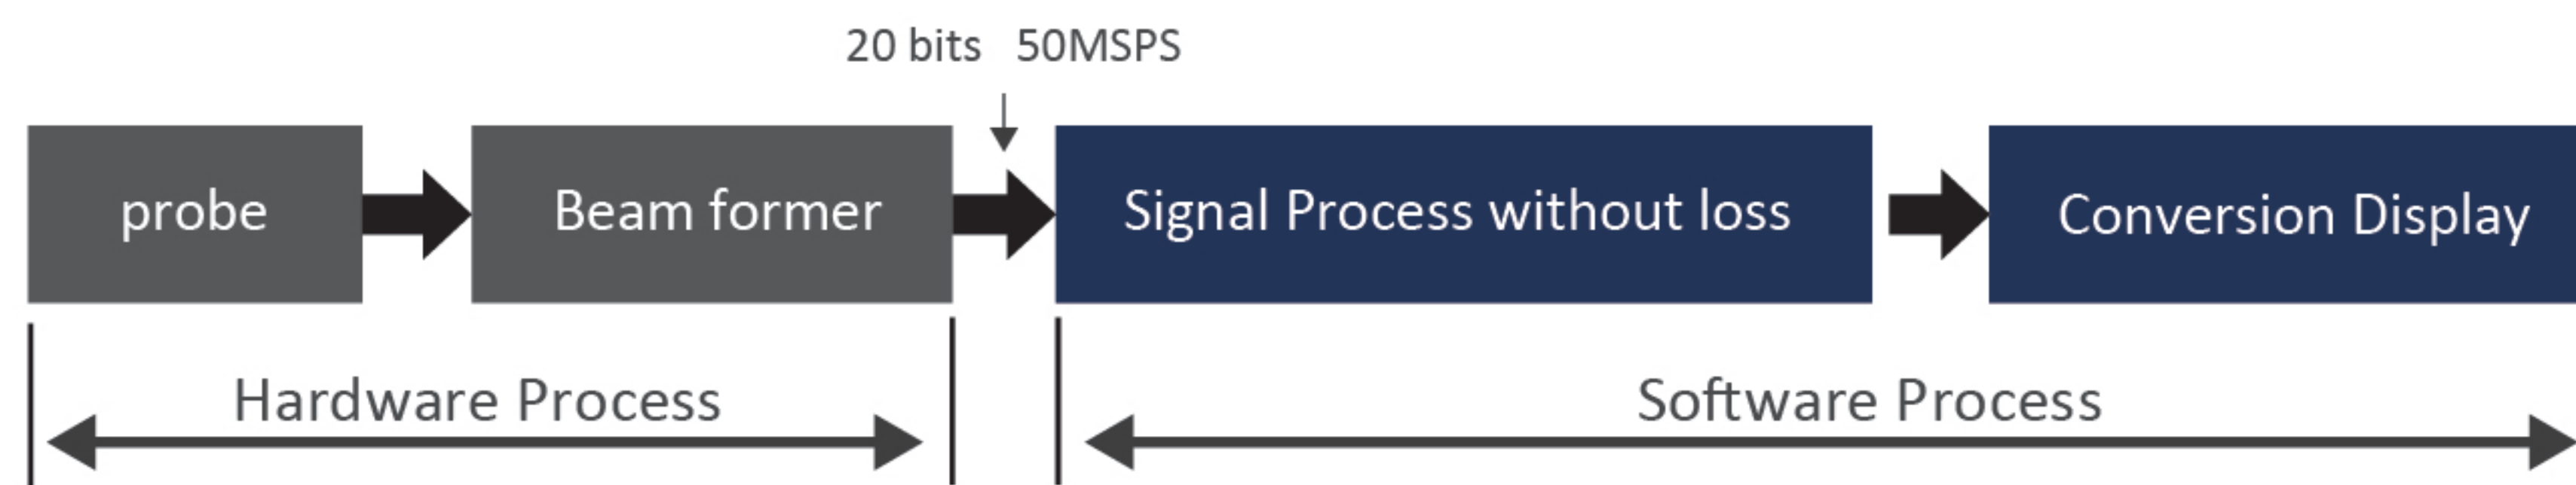 20 bits 50MSPS
probe
Beam former
Signal Process without loss
Conversion Display
Hardware Process
Software Process